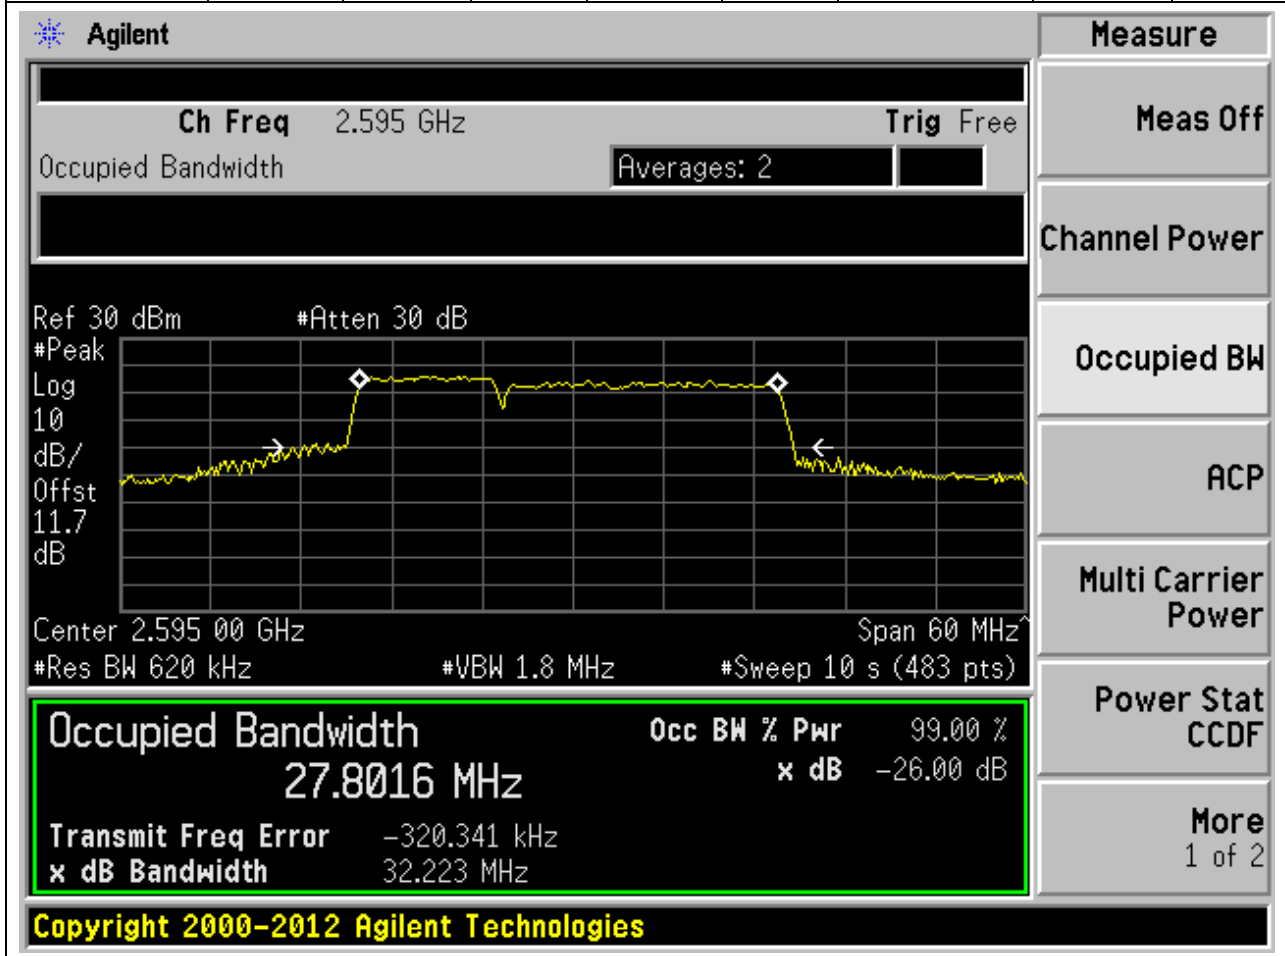 Agilent
Measure
Ch Freq 2.595 GHz Trig Free
Meas Off
Occupied Bandwidth Averages: 2
Channel Power
Ref 30 dBm #Atten 30 dB
#Peak
Log
10
dB/
Offst
11.7
dB
Occupied BW
ACP
Center 2.595 00 GHz Span 60 MHz^
#Res BW 620 kHz #VBW 1.8 MHz #Sweep 10 s (483 pts)
Multi Carrier
Power
Occupied Bandwidth Occ BW % Pwr 99.00 %
27.8016 MHz x dB -26.00 dB
Power Stat
CCDF
Transmit Freq Error -320.341 kHz
x dB Bandwidth 32.223 MHz
More
1 of 2
Copyright 2000-2012 Agilent Technologies